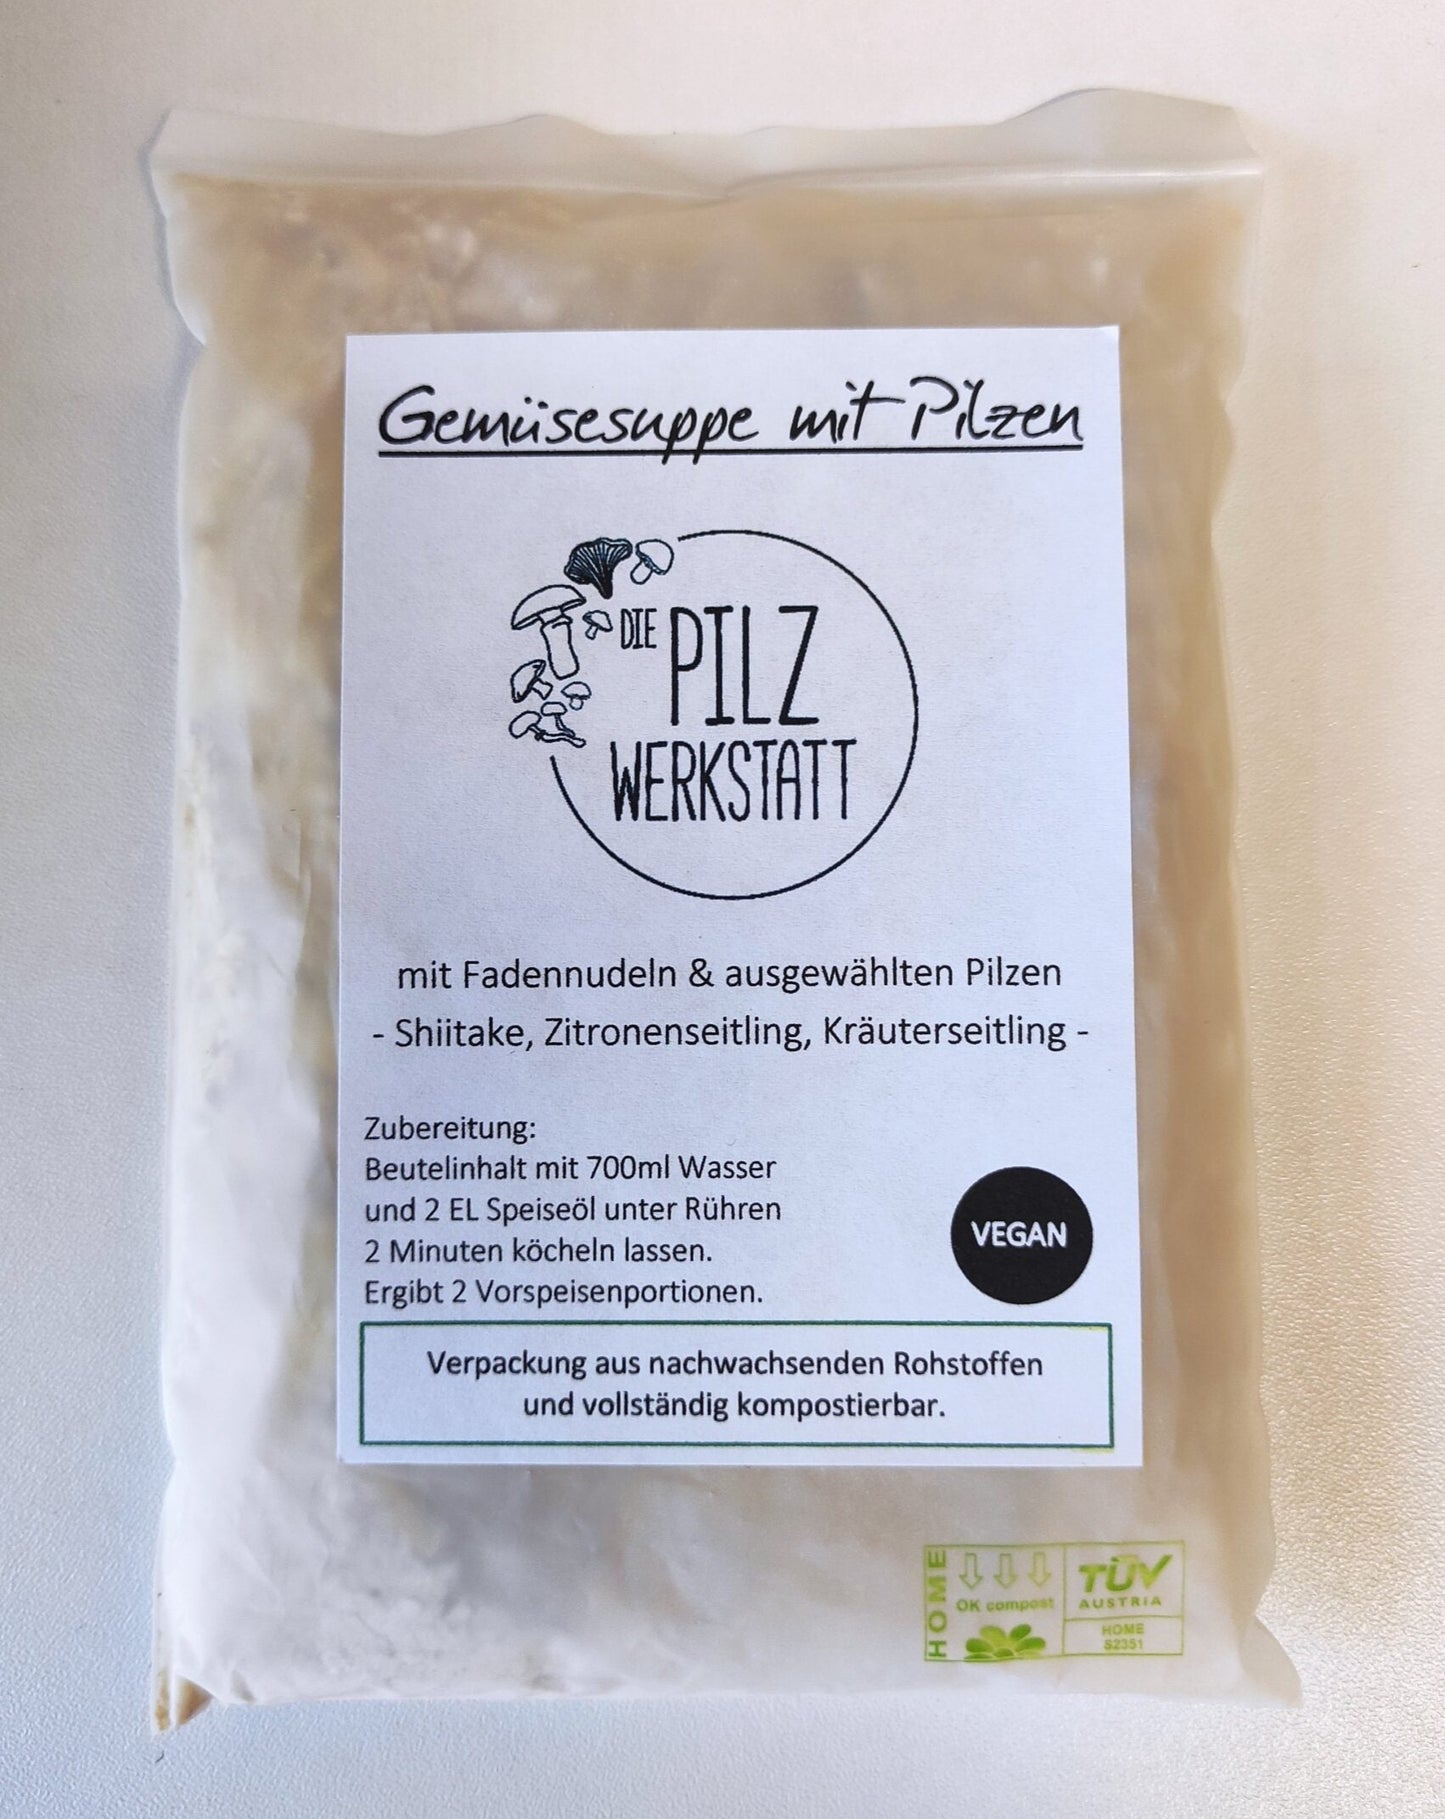 Gemüsesuppe mit Pilzen
DIE PILZ
WERKSTATT
mit Fadennudeln & ausgewählten Pilzen
- Shiitake, Zitronenseitling, Kräuterseitling -
Zubereitung:
Beutelinhalt mit 700ml Wasser
und 2 EL Speiseöl unter Rühren
2 Minuten köcheln lassen.
Ergibt 2 Vorspeisenportionen.
VEGAN
Verpackung aus nachwachsenden Rohstoffen
und vollständig kompostierbar.
HOME
OK compost
TÜV
AUSTRIA
HOME
S2351